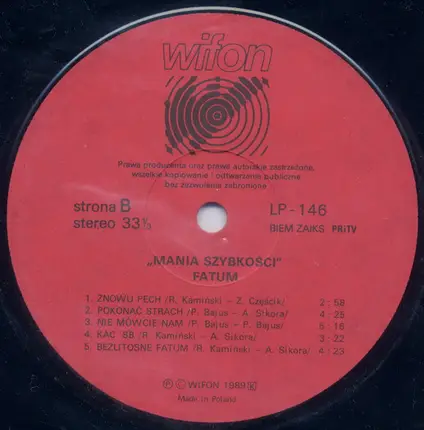 wifon
Prawa producenta oraz prawa autorskie zastrzeżone,
wszelkie kopiowanie i odtwarzanie publiczne
bez zezwolenia zabronione
strona B
stereo 33⅓
LP - 146
BIEM ZAIKS PRiTV
„MANIA SZYBKOŚCI"
FATUM
1. ZNOWU PECH /R. Kamiński - Z. Częścik/ 2 : 58
2. POKONAĆ STRACH /P. Bajus - A. Sikora/ 4 : 25
3. NIE MÓWCIE NAM /P. Bajus - P. Bajus/ 5 : 16
4. KAC SB /R. Kamiński - A. Sikora/ 3 : 22
5. BEZLITOSNE FATUM /R. Kamiński - A. Sikora/ 4 : 23
Ⓟ © WIFON 1989
Made in Poland